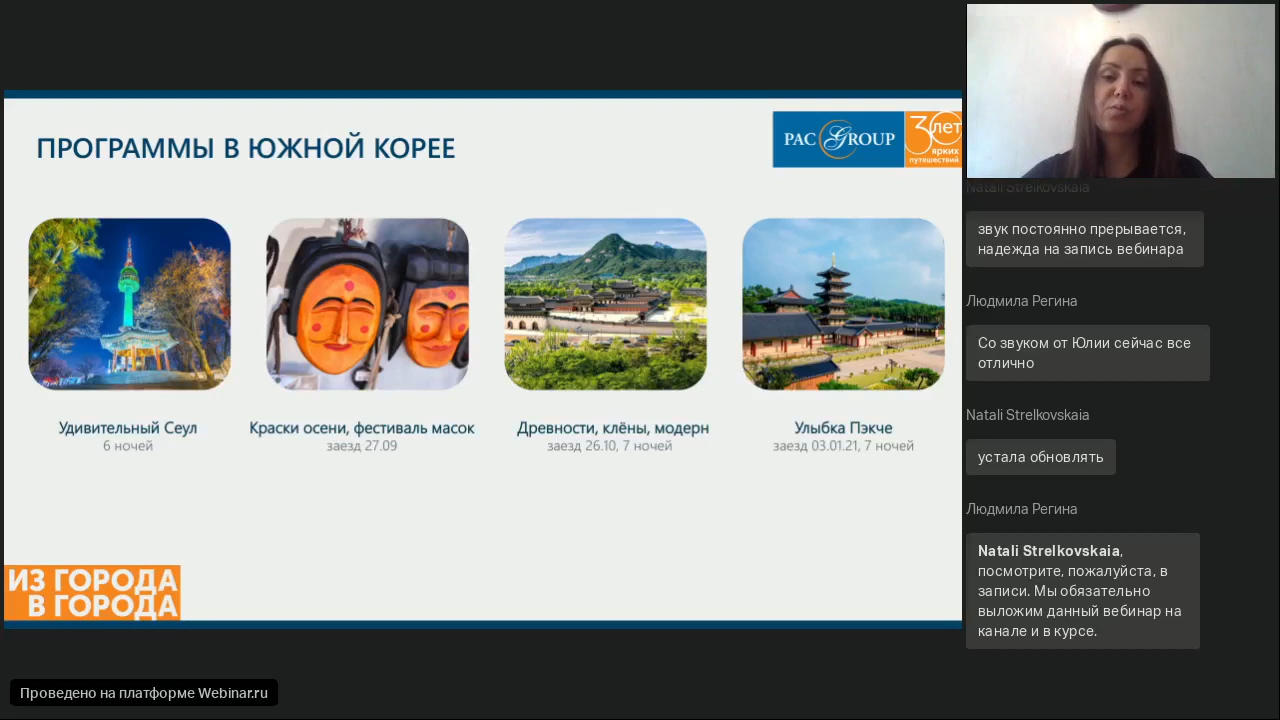 ПРОГРАММЫ В ЮЖНОЙ КОРЕЕ
PAC GROUP
30 лет
ярких
путешествий
Удивительный Сеул
6 ночей
Краски осени, фестиваль масок
заезд 27.09
Древности, клёны, модерн
заезд 26.10, 7 ночей
Улыбка Пэкче
заезд 03.01.21, 7 ночей
ИЗ ГОРОДА
В ГОРОДА
Проведено на платформе Webinar.ru
Natali Strelkovskaia
звук постоянно прерывается,
надежда на запись вебинара
Людмила Регина
Со звуком от Юлии сейчас все
отлично
Natali Strelkovskaia
устала обновлять
Людмила Регина
Natali Strelkovskaia,
посмотрите, пожалуйста, в
записи. Мы обязательно
выложим данный вебинар на
канале и в курсе.